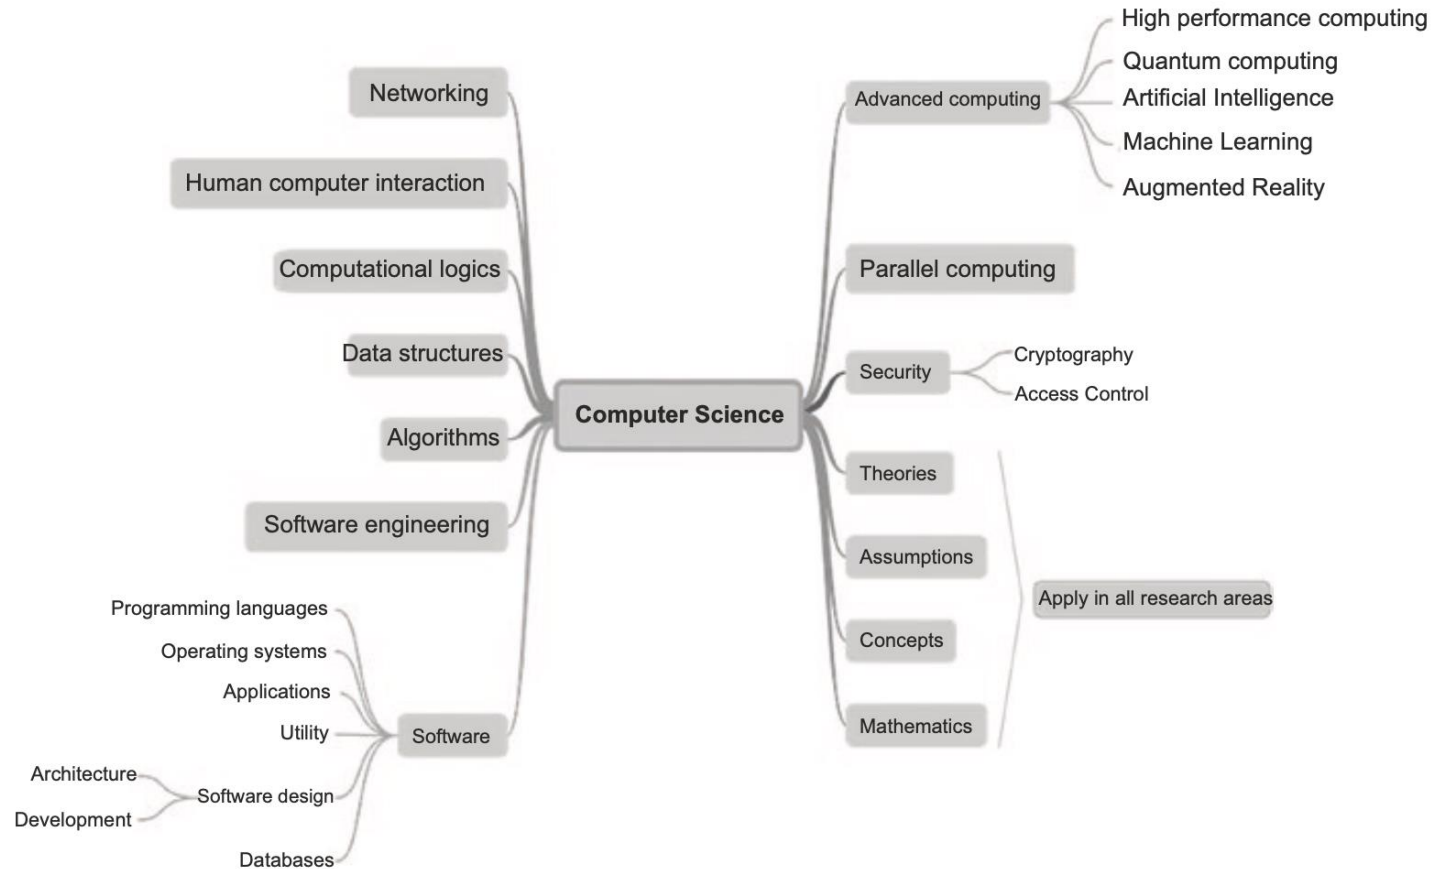 High performance computing
Quantum computing
Networking
Advanced computing
Artificial Intelligence
Machine Learning
Human computer interaction
Augmented Reality
Computational logics
Parallel computing
Data structures
Cryptography
Security
Access Control
Computer Science
Algorithms
Theories
Software engineering
Assumptions
Apply in all research areas
Programming languages
Operating systems
Concepts
Applications
Utility
Software
Mathematics
Architecture
Software design
Development
Databases